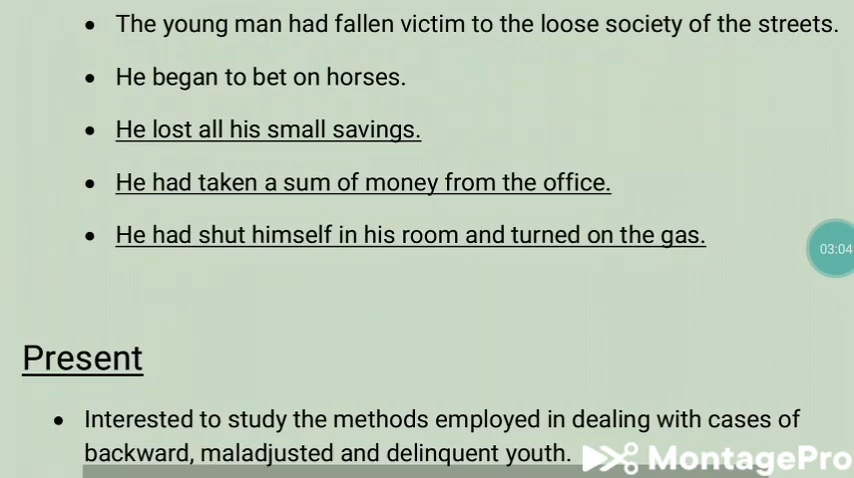 • The young man had fallen victim to the loose society of the streets.
• He began to bet on horses.
• He lost all his small savings.
• He had taken a sum of money from the office.
• He had shut himself in his room and turned on the gas.
03:04
Present
• Interested to study the methods employed in dealing with cases of
backward, maladjusted and delinquent youth.
MontagePro